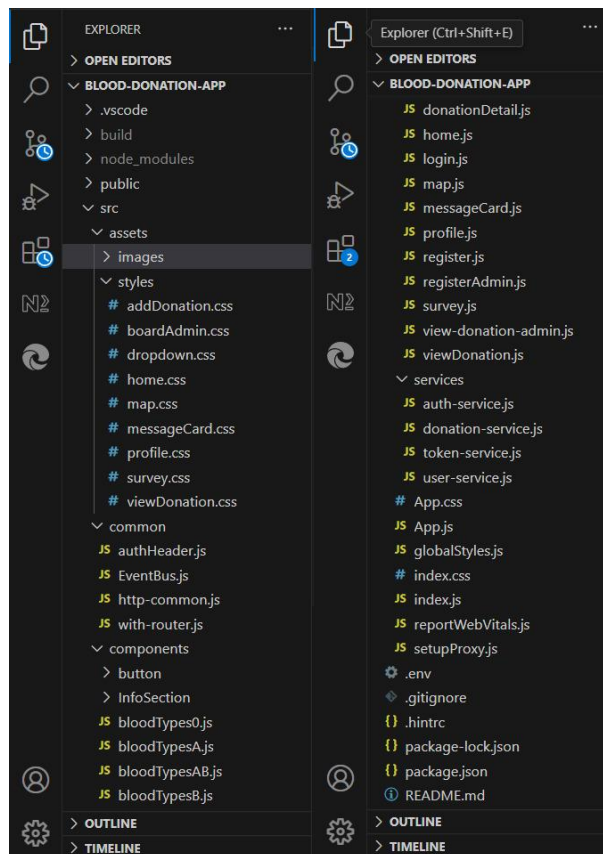 EXPLORER
OPEN EDITORS
BLOOD-DONATION-APP
.vscode
build
node_modules
public
src
assets
images
styles
# addDonation.css
# boardAdmin.css
# dropdown.css
# home.css
# map.css
# messageCard.css
# profile.css
# survey.css
# viewDonation.css
common
JS authHeader.js
JS EventBus.js
JS http-common.js
JS with-router.js
components
button
InfoSection
JS bloodTypes0.js
JS bloodTypesA.js
JS bloodTypesAB.js
JS bloodTypesB.js
OUTLINE
TIMELINE
Explorer (Ctrl+Shift+E)
OPEN EDITORS
BLOOD-DONATION-APP
JS donationDetail.js
JS home.js
JS login.js
JS map.js
JS messageCard.js
JS profile.js
JS register.js
JS registerAdmin.js
2
JS survey.js
JS view-donation-admin.js
JS viewDonation.js
services
JS auth-service.js
JS donation-service.js
JS token-service.js
JS user-service.js
# App.css
JS App.js
JS globalStyles.js
# index.css
JS index.js
JS reportWebVitals.js
JS setupProxy.js
.env
.gitignore
{} .hintrc
{} package-lock.json
{} package.json
README.md
OUTLINE
TIMELINE